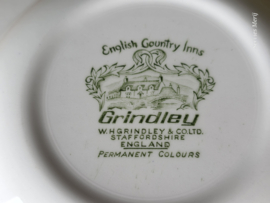 English Country Inns
Grindley
W.H.GRINDLEY & CO.LTD.
STAFFORDSHIRE
ENGLAND
PERMANENT COLOURS